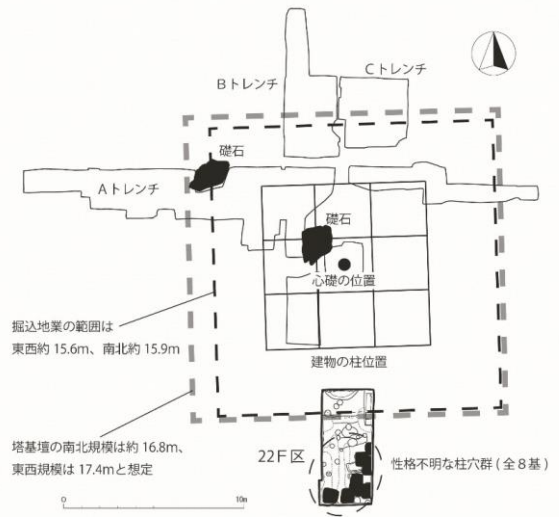 Bトレンチ
Cトレンチ
礎石
Aトレンチ
礎石
心礎の位置
掘込地業の範囲は
東西約 15.6m、南北約 15.9m
建物の柱位置
塔基壇の南北規模は約 16.8m、
東西規模は 17.4mと想定
22F区
性格不明な柱穴群(全8基)
0
10m